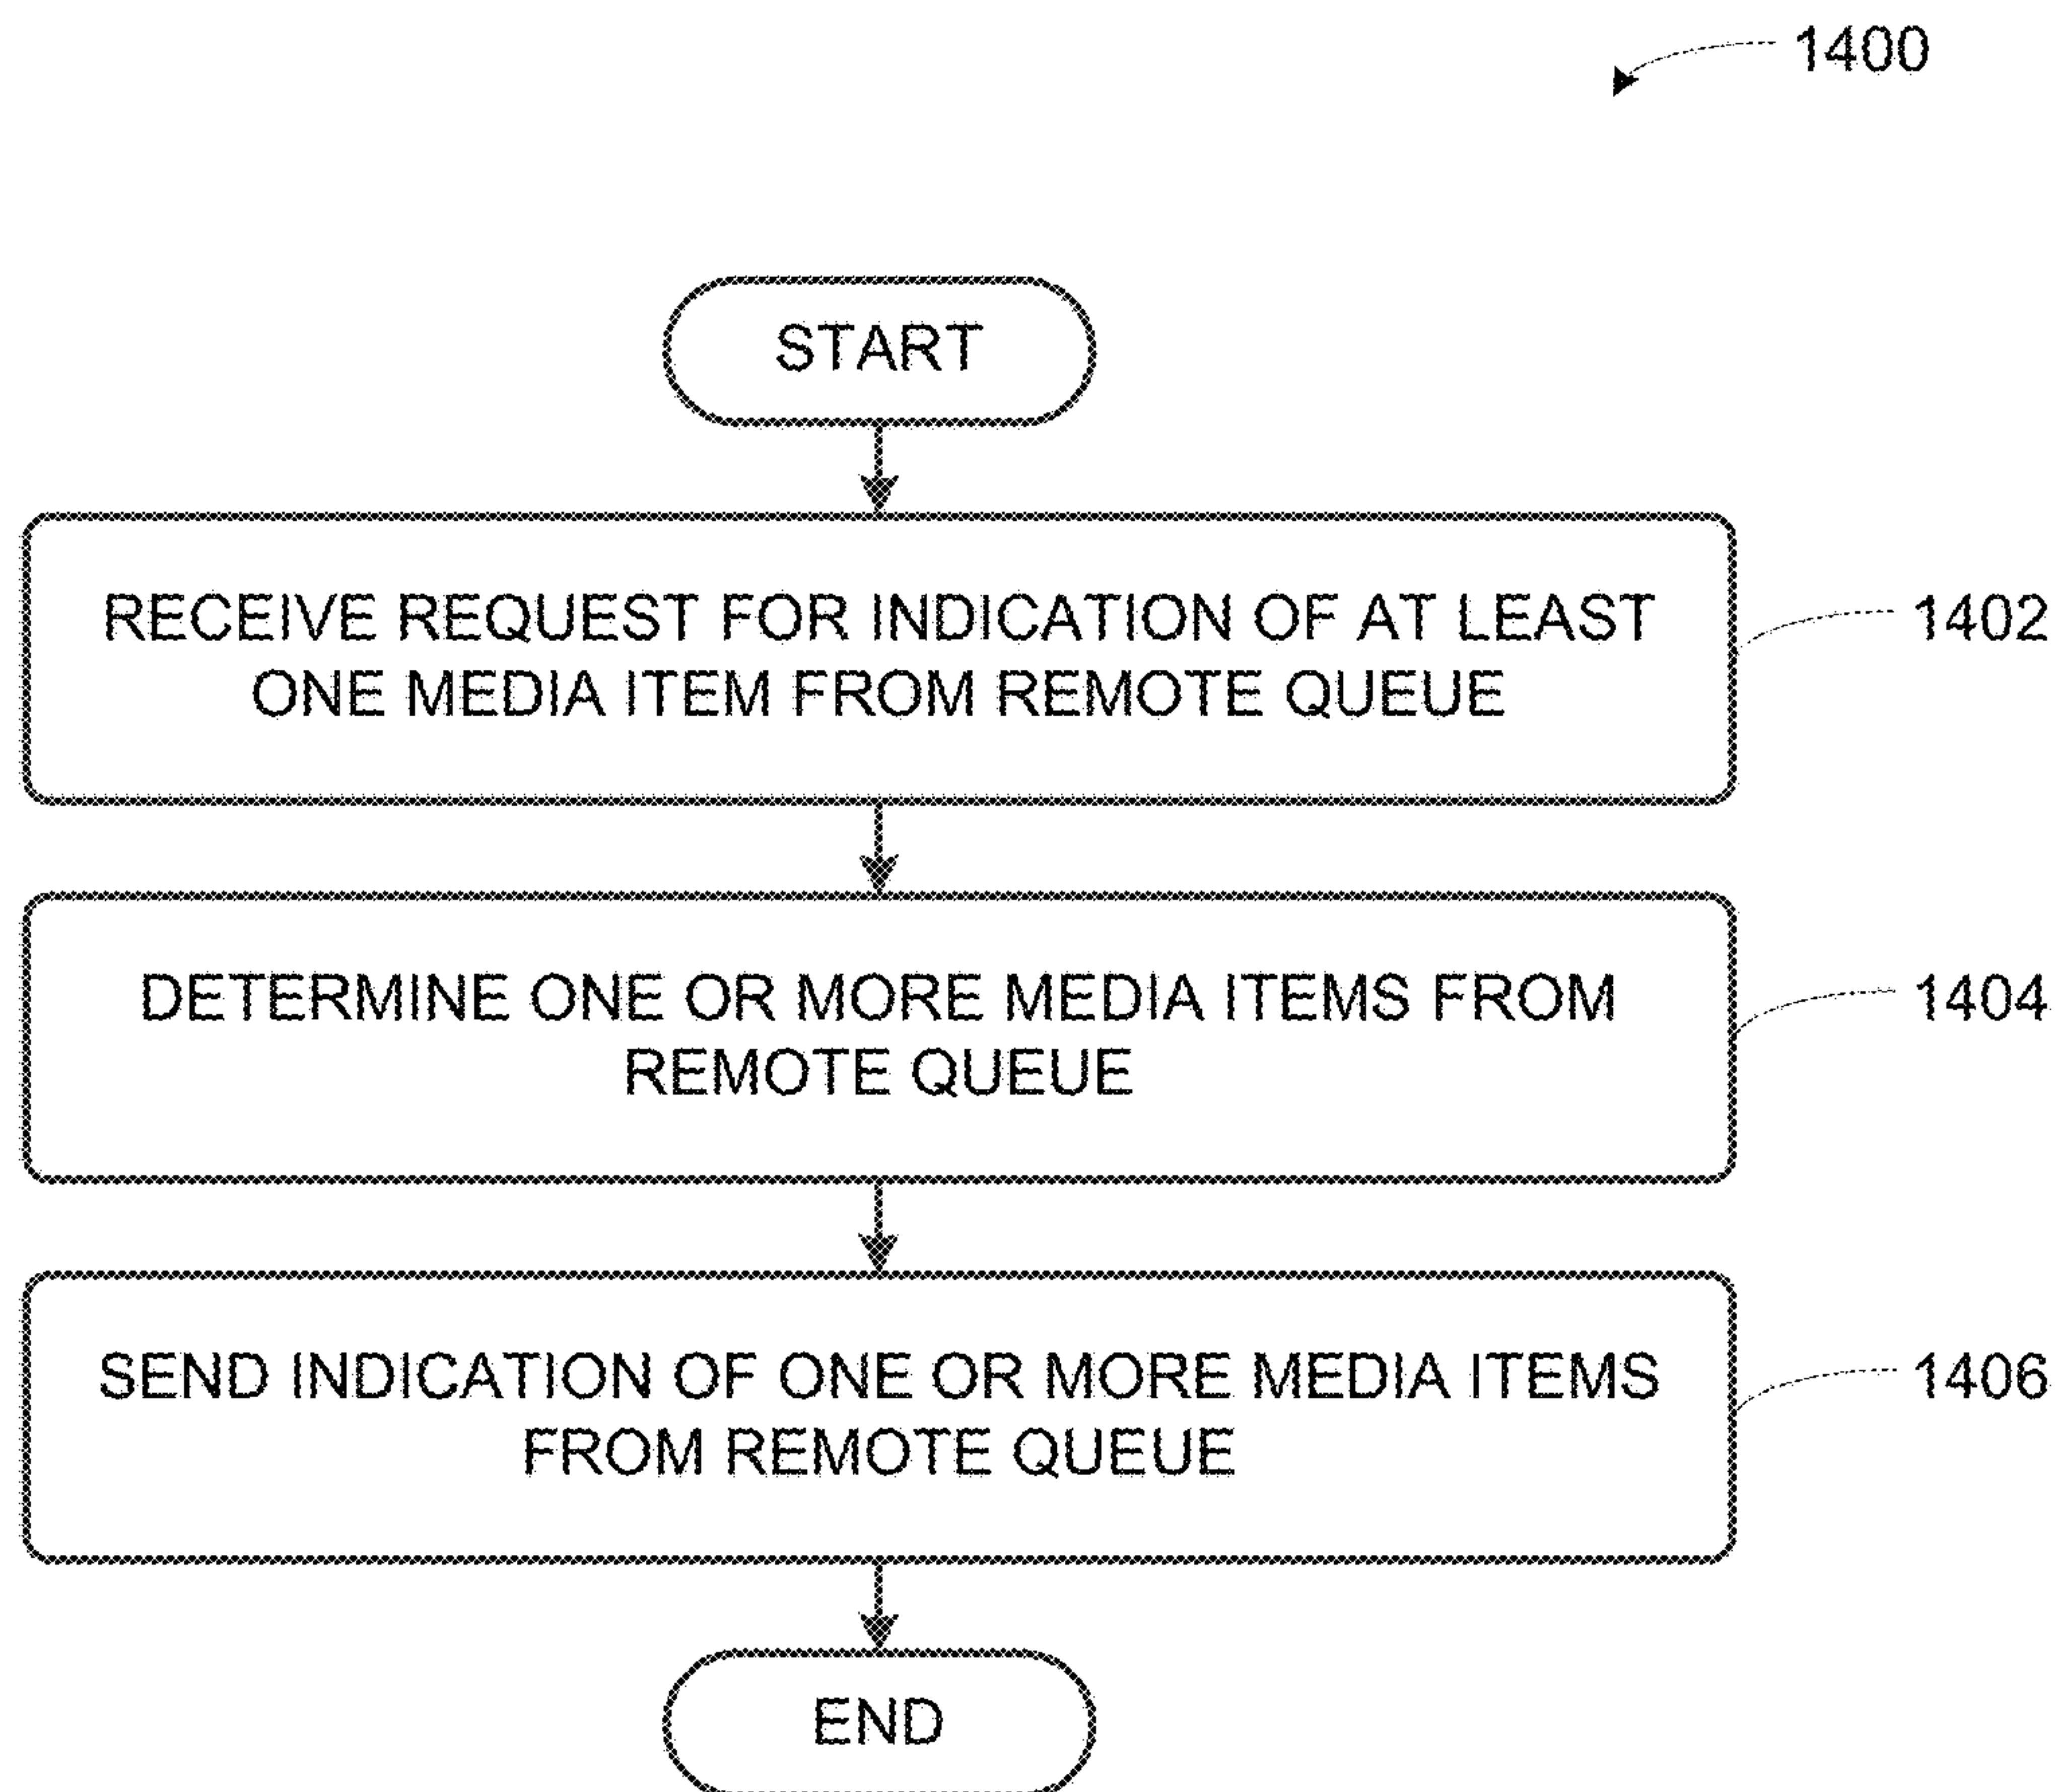 1400
START
RECEIVE REQUEST FOR INDICATION OF AT LEAST
ONE MEDIA ITEM FROM REMOTE QUEUE
1402
DETERMINE ONE OR MORE MEDIA ITEMS FROM
REMOTE QUEUE
1404
SEND INDICATION OF ONE OR MORE MEDIA ITEMS
FROM REMOTE QUEUE
1406
END